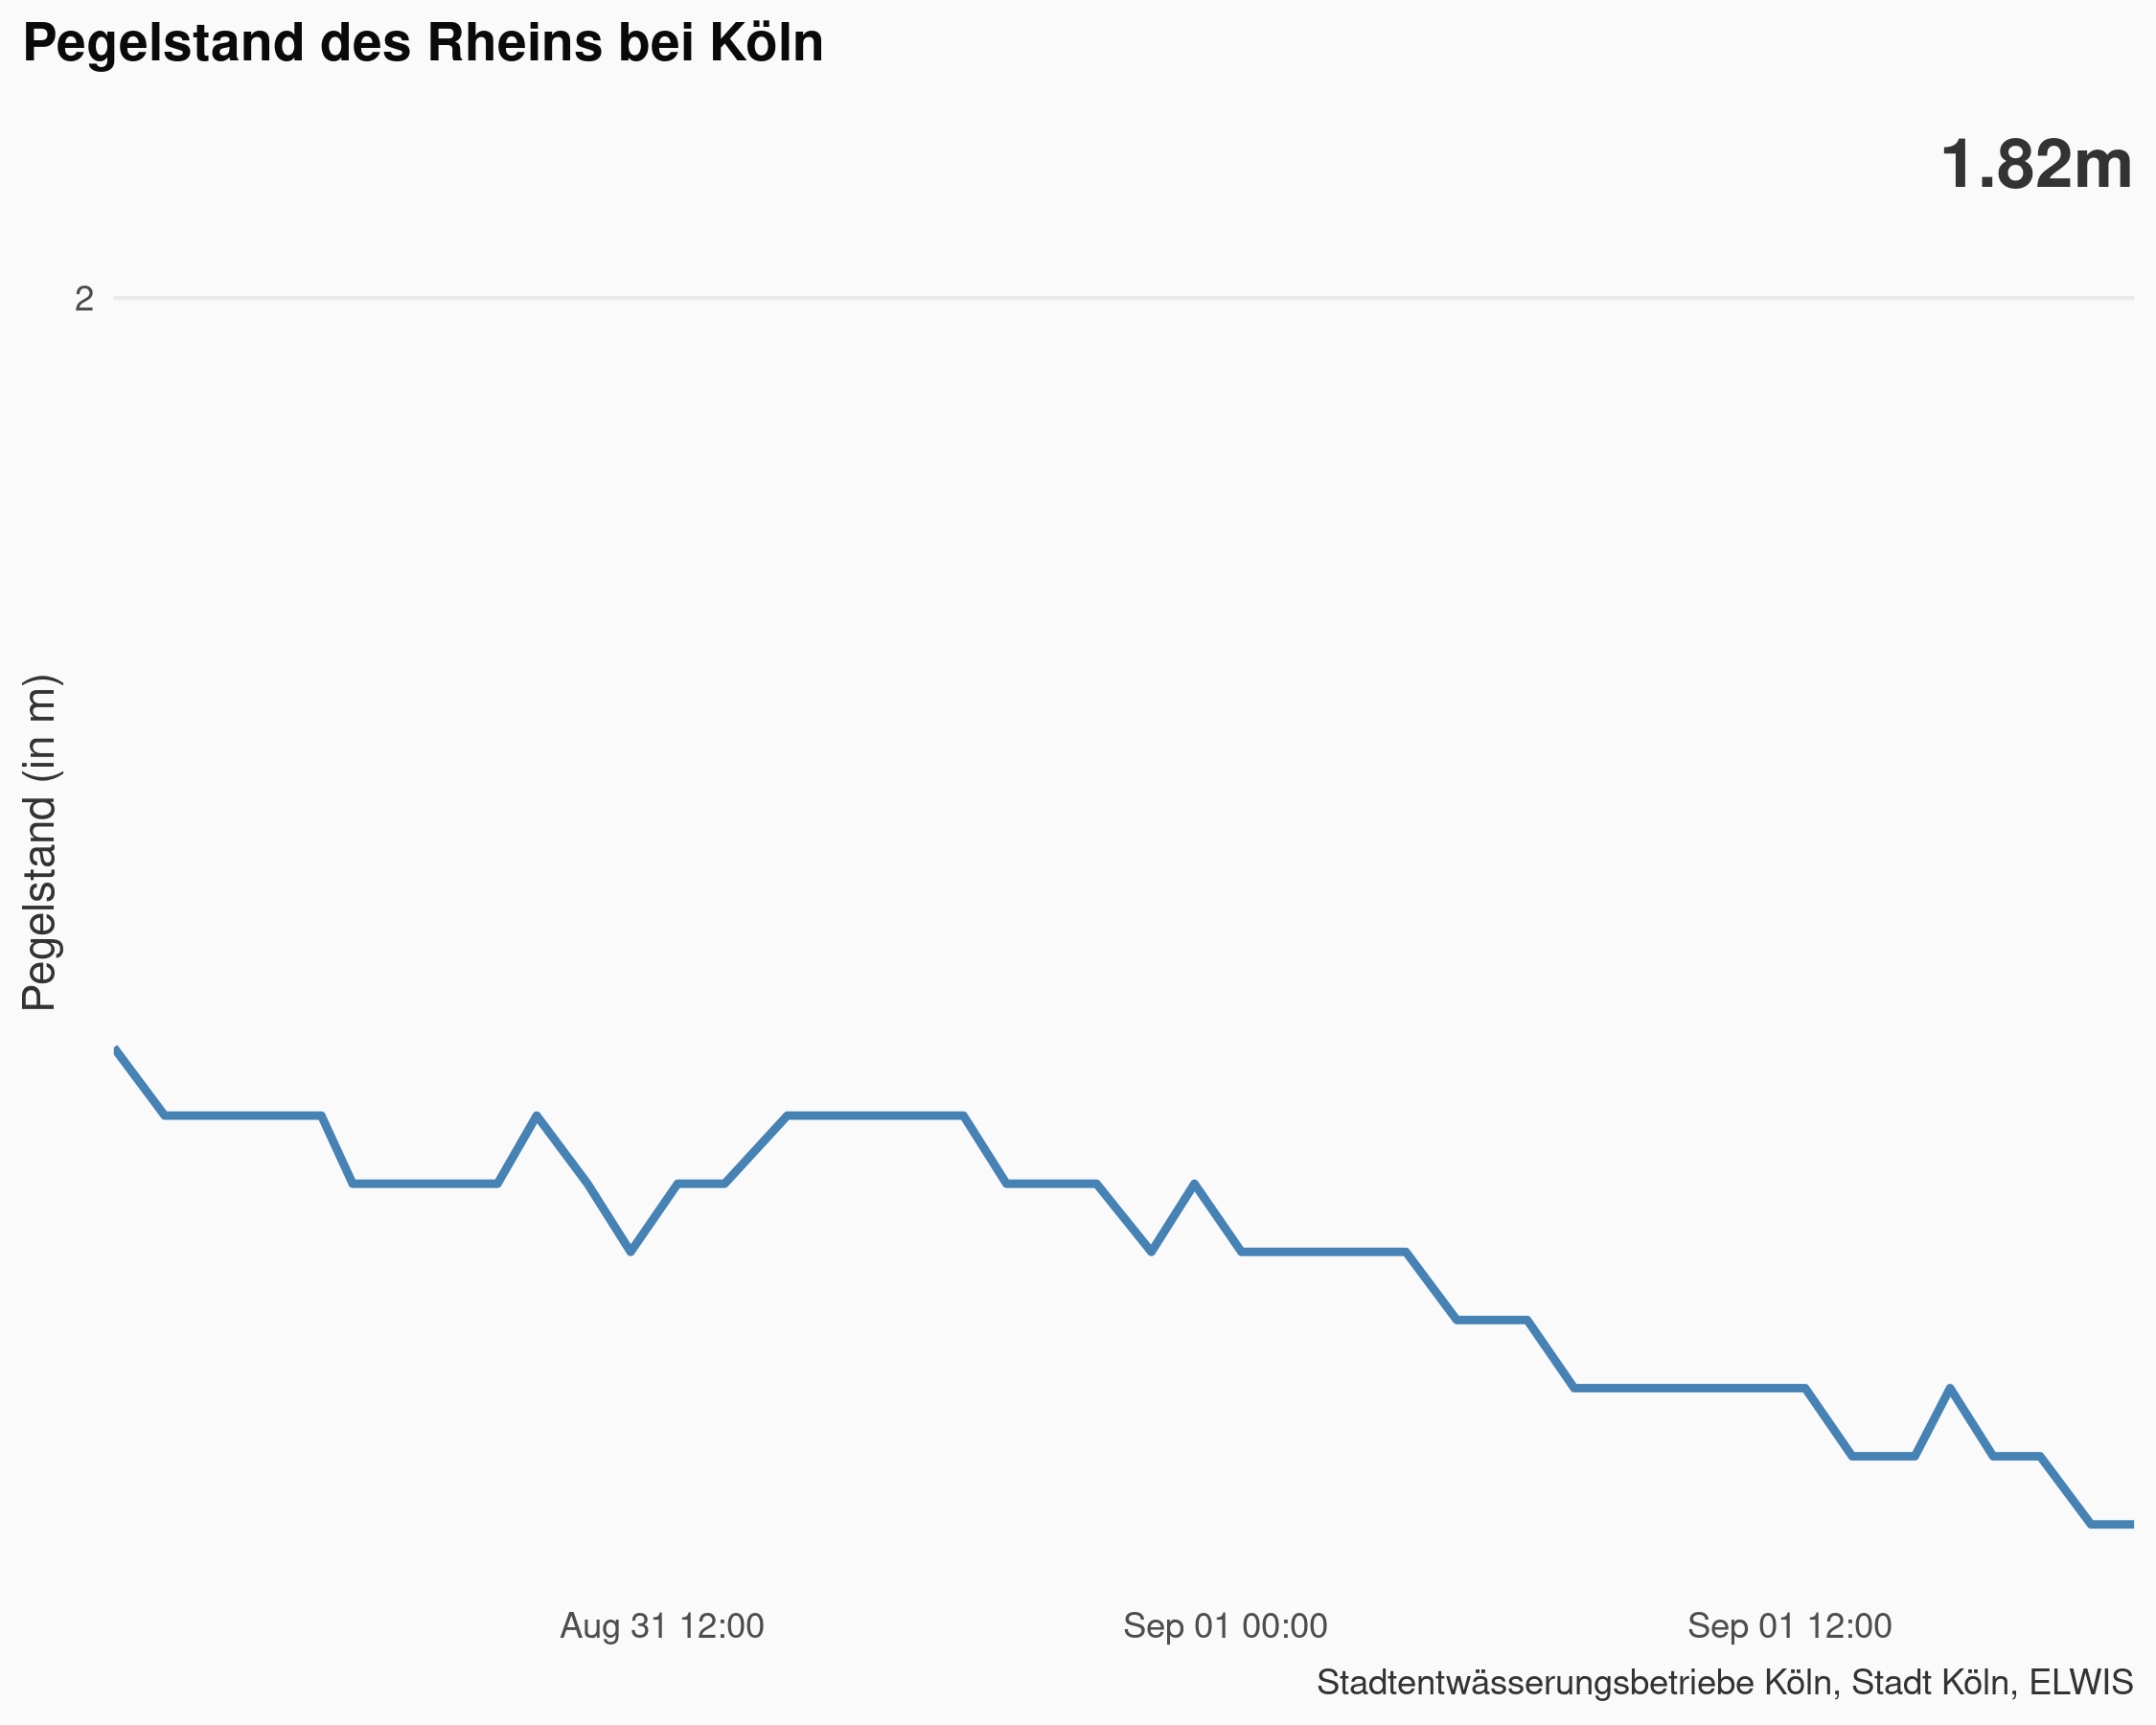 Pegelstand des Rheins bei Köln
1.82m
2
Pegelstand (in m)
Aug 31 12:00
Sep 01 00:00
Sep 01 12:00
Stadtentwässerungsbetriebe Köln, Stadt Köln, ELWIS